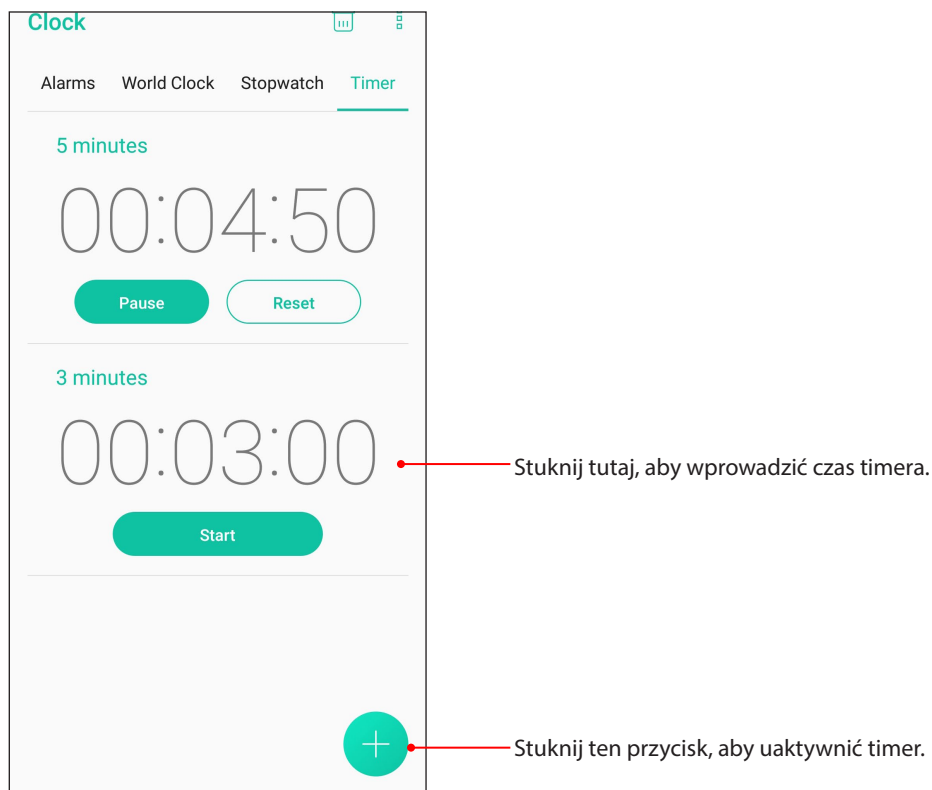 Clock
Alarms World Clock Stopwatch Timer
5 minutes
00:04:50
Pause Reset
3 minutes
00:03:00
Stuknij tutaj, aby wprowadzić czas timera.
Start
Stuknij ten przycisk, aby uaktywnić timer.